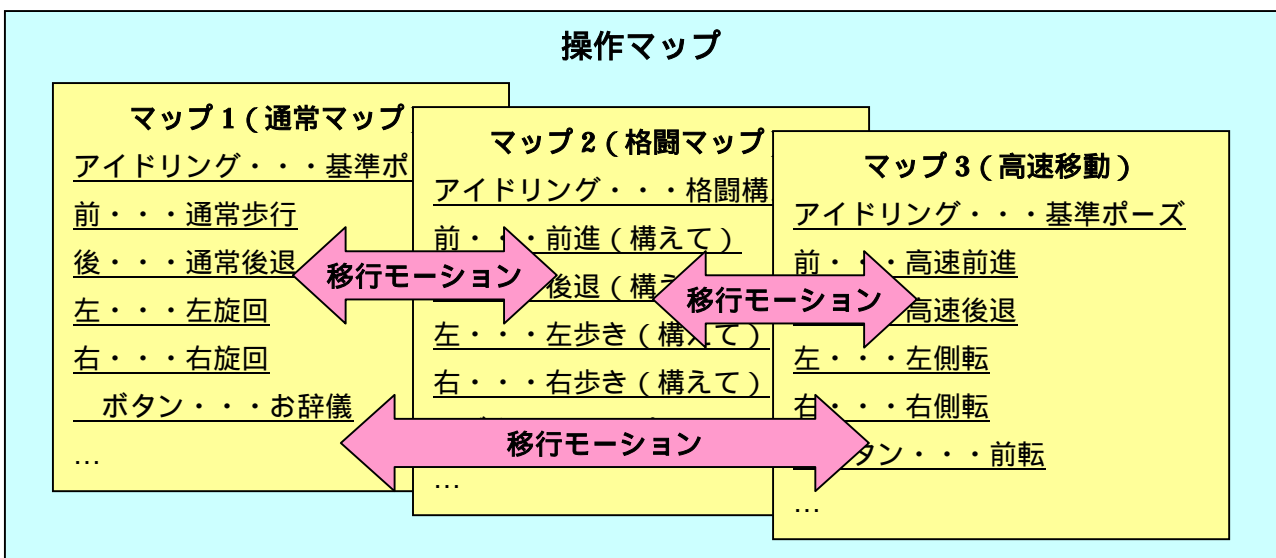 操作マップ
マップ1(通常マップ
アイドリング・・・基準ポ
前・・・通常歩行
後・・・通常後退
左・・・左旋回
右・・・右旋回
ボタン・・・お辞儀
…
マップ2(格闘マップ
アイドリング・・・格闘構
前・・・前進(構えて)
後退(構え
左・・・左歩き(構えて)
右・・・右歩き(構えて)
…
マップ3(高速移動)
アイドリング・・・基準ポーズ
前・・・高速前進
高速後退
左・・・左側転
右・・・右側転
タン・・・前転
…
移行モーション
移行モーション
移行モーション